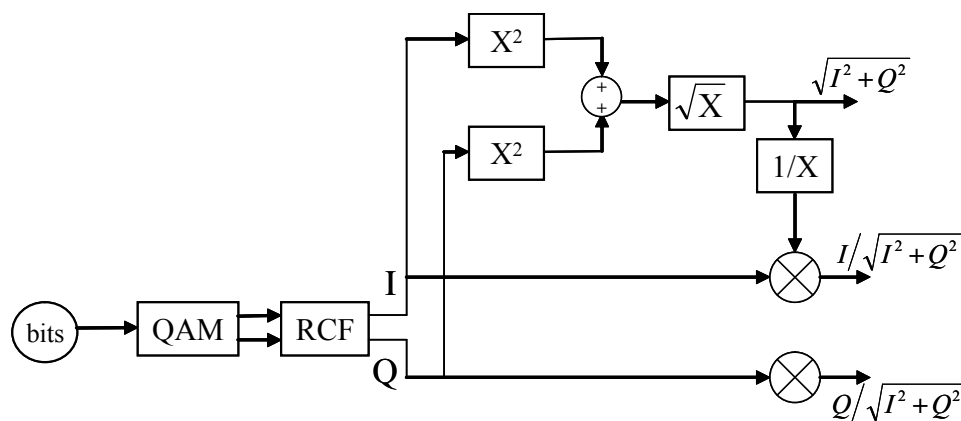 X²
√(I² + Q²)
+
+
√X
X²
1/X
I/√(I² + Q²)
I
bits
QAM
RCF
Q
Q/√(I² + Q²)